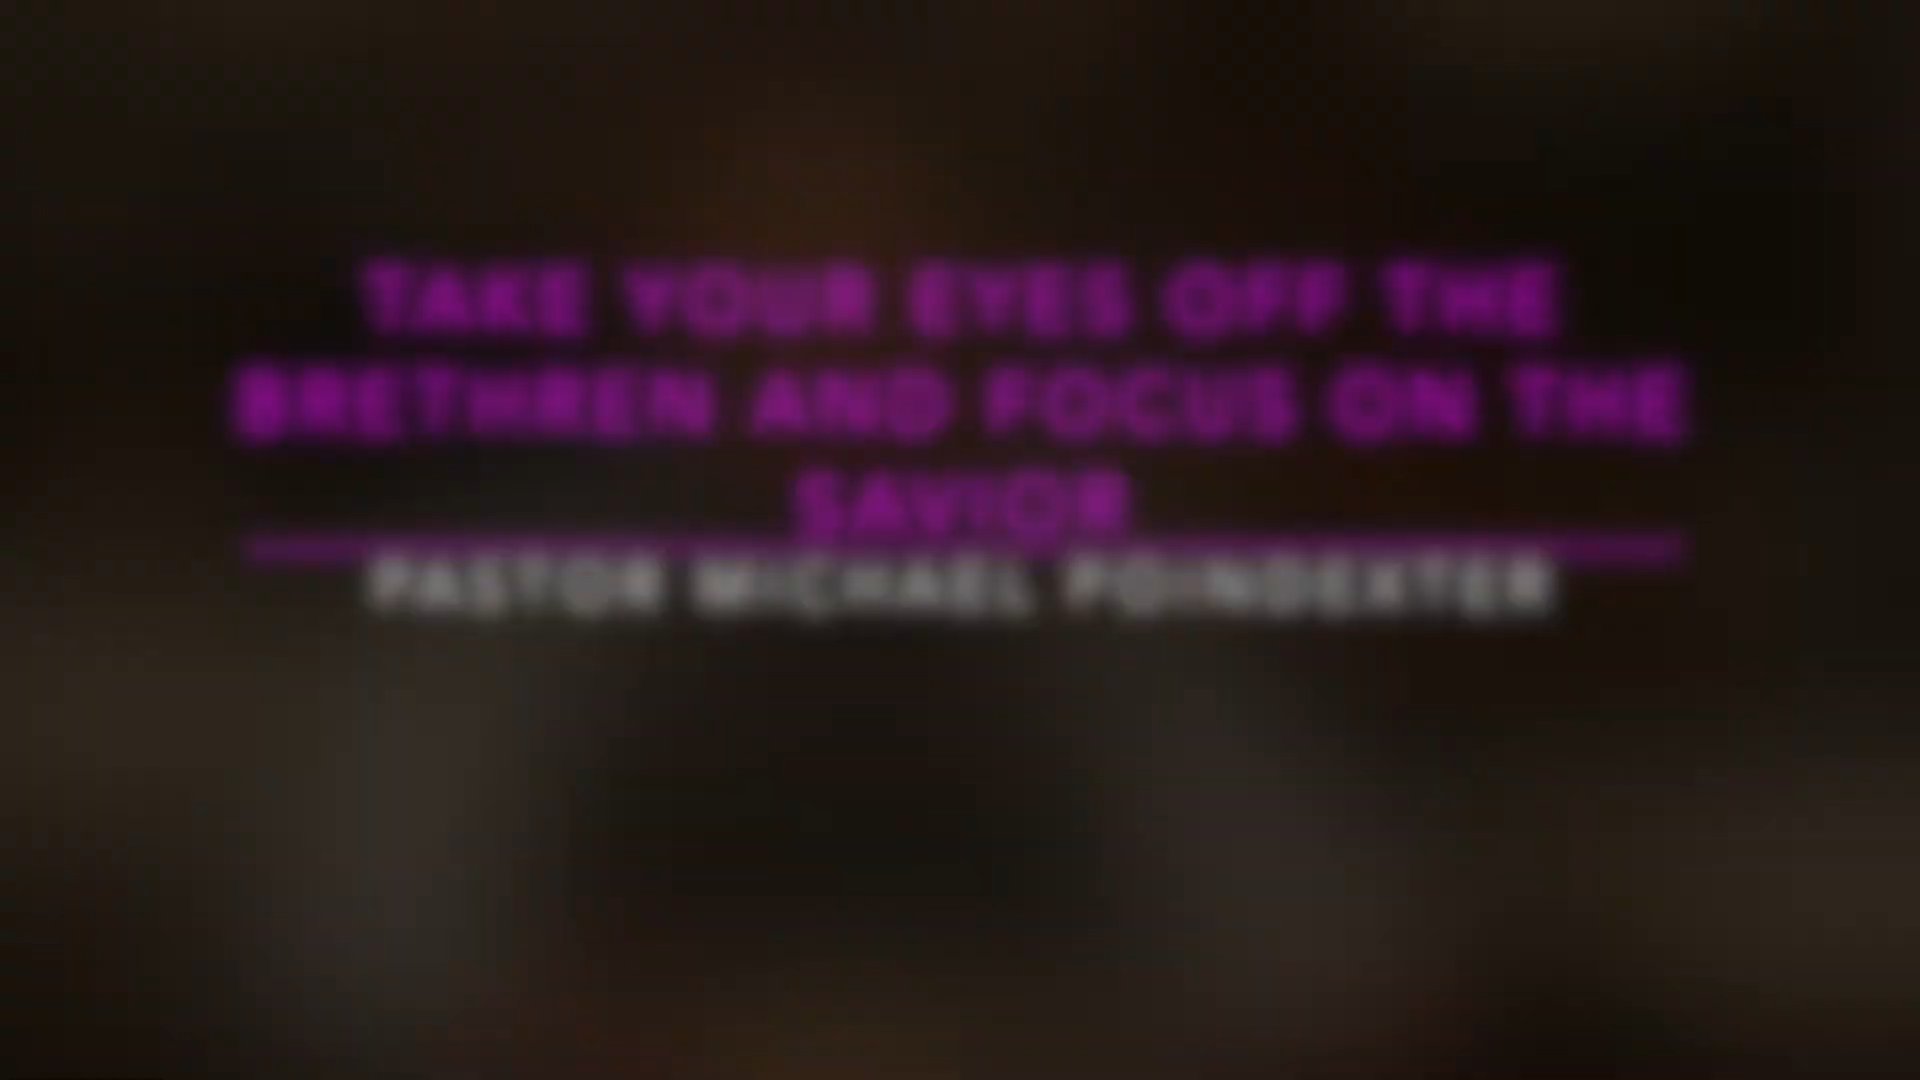 TAKE YOUR EYES OFF THE
BRETHREN AND FOCUS ON THE
SAVIOR
PASTOR MICHAEL POINDEXTER